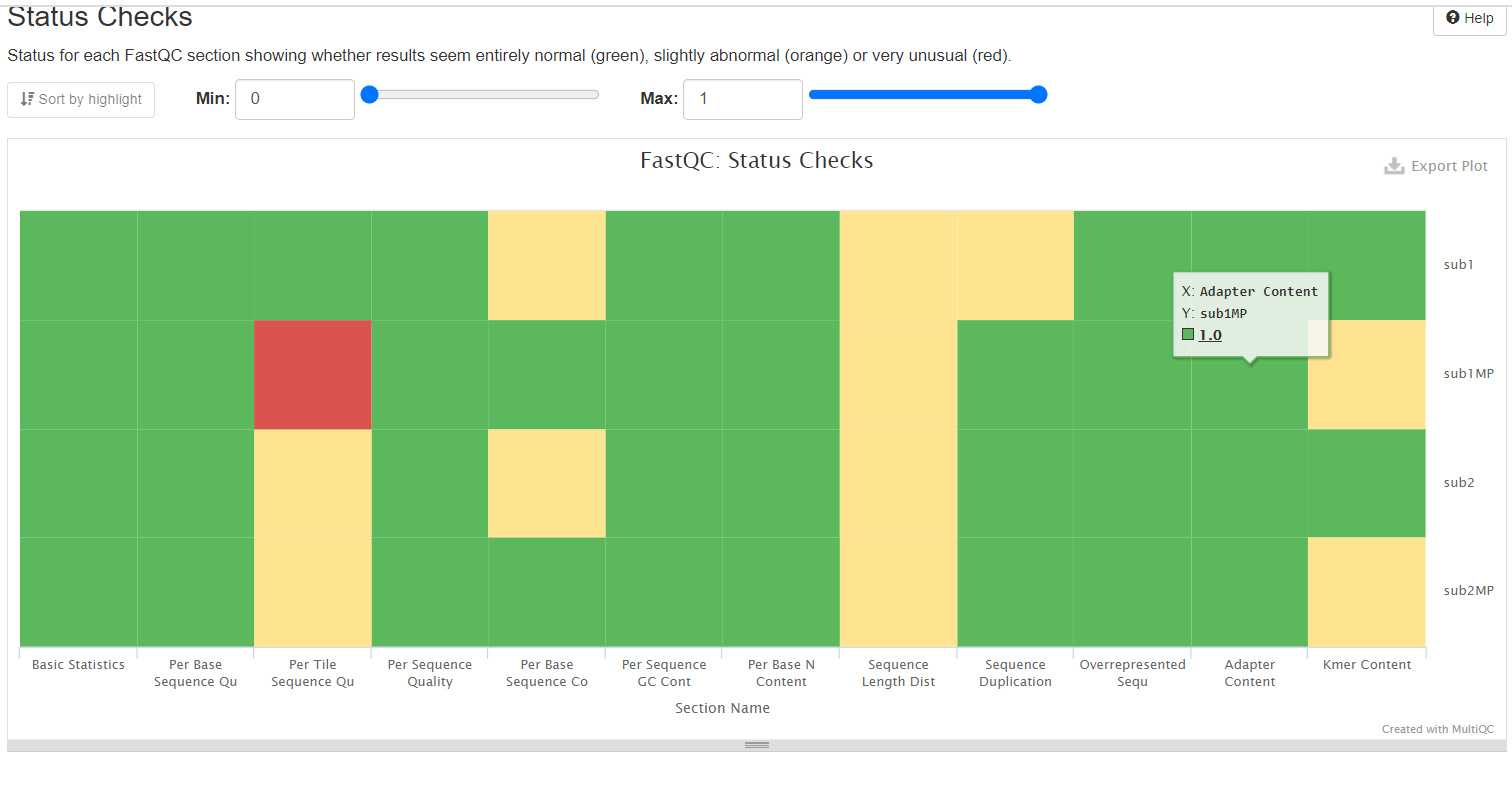 Status Checks
Help
Status for each FastQC section showing whether results seem entirely normal (green), slightly abnormal (orange) or very unusual (red).
Sort by highlight
Min: 0
Max: 1
FastQC: Status Checks
Export Plot
sub1
X: Adapter Content
Y: sub1MP
1.0
sub1MP
sub2
sub2MP
Basic Statistics
Per Base
Sequence Qu
Per Tile
Sequence Qu
Per Sequence
Quality
Per Base
Sequence Co
Per Sequence
GC Cont
Per Base N
Content
Sequence
Length Dist
Sequence
Duplication
Overrepresented
Sequ
Adapter
Content
Kmer Content
Section Name
Created with MultiQC